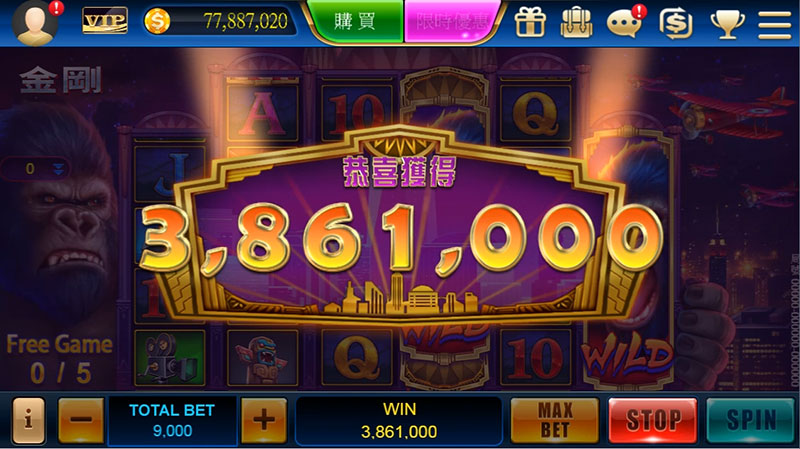 VIP
77,887,020
購買
限時優惠
金剛
A
10
Q
0
J
恭喜獲得
3,861,000
WILD
Free Game
0 / 5
Q
10
WILD
TOTAL BET
9,000
WIN
3,861,000
MAX
BET
STOP
SPIN